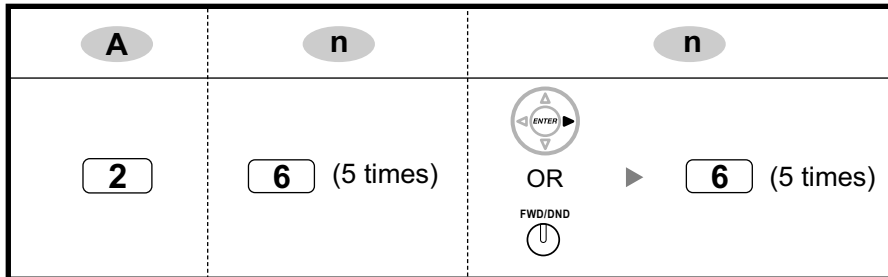 A n n
ENTER
2 6 (5 times) OR 6 (5 times)
FWD/DND